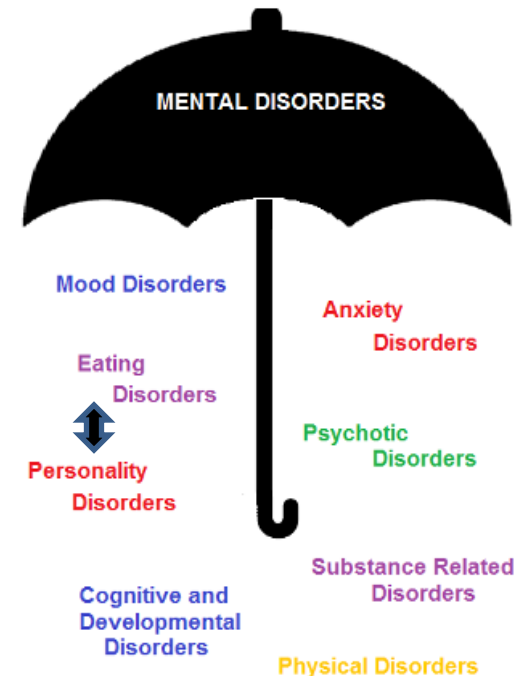 MENTAL DISORDERS
Mood Disorders
Anxiety
Disorders
Eating
Disorders
Psychotic
Disorders
Personality
Disorders
Substance Related
Disorders
Cognitive and
Developmental
Disorders
Physical Disorders